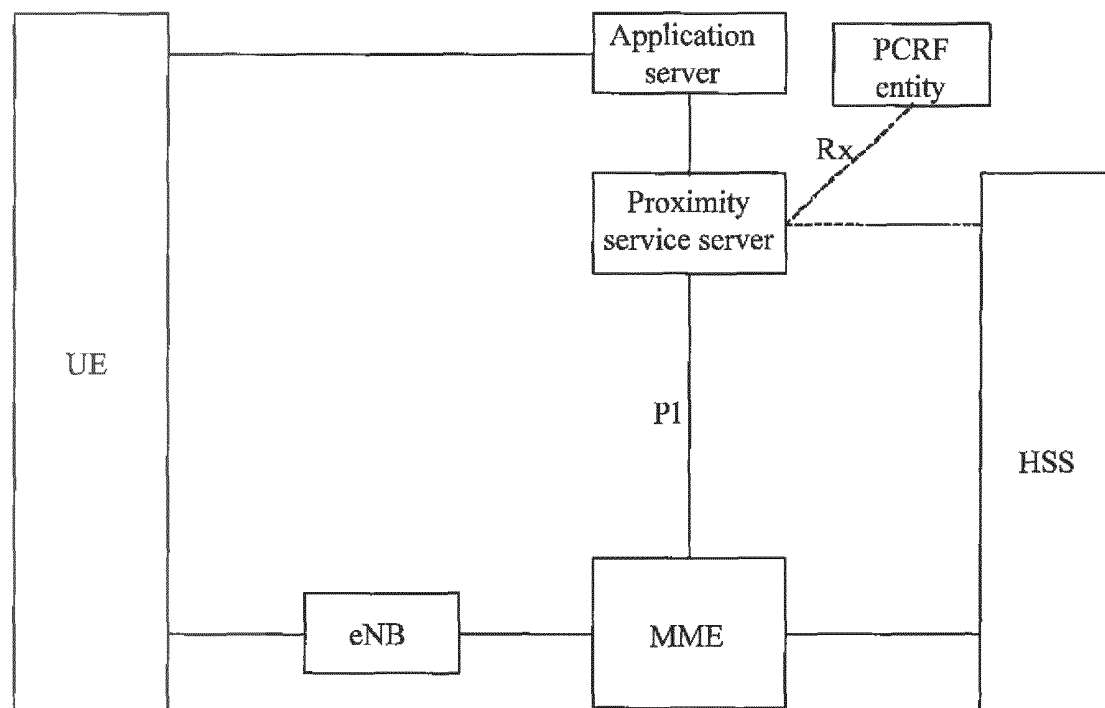 Application
server
PCRF
entity
Rx
Proximity
service server
UE
P1
HSS
eNB
MME